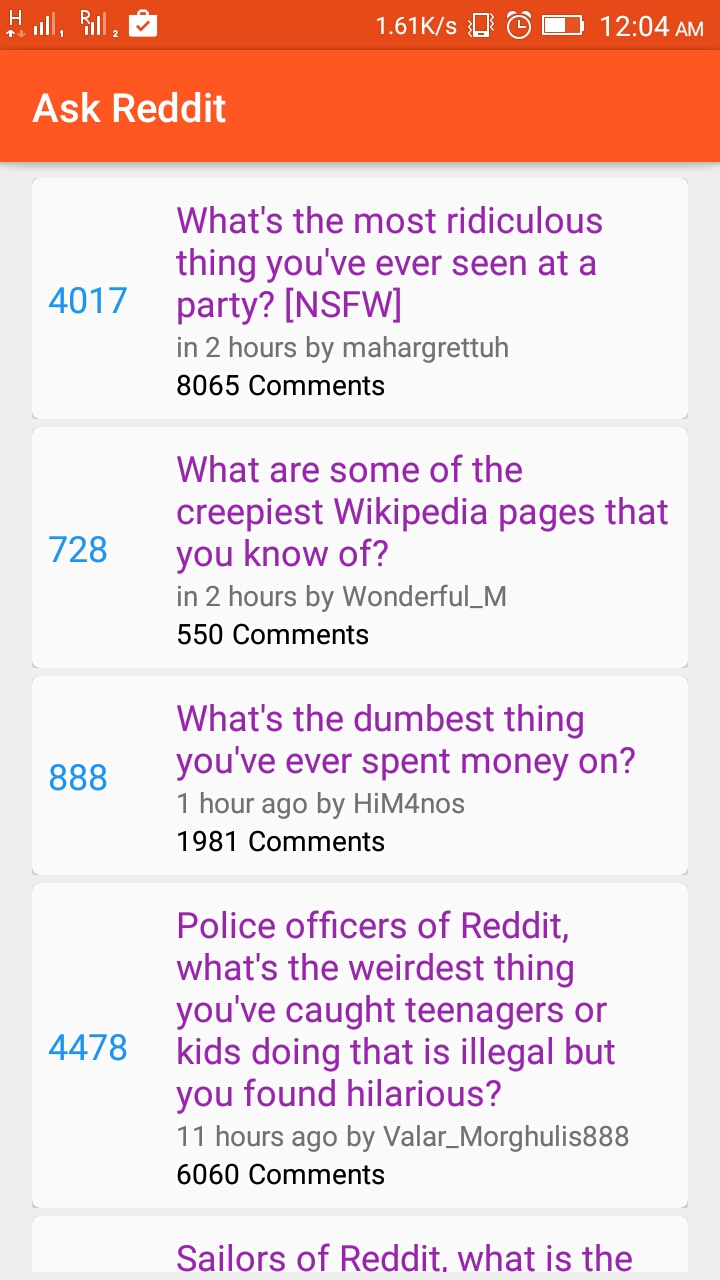 H 1 R 2 1.61K/s 12:04 AM
Ask Reddit
What's the most ridiculous
thing you've ever seen at a
party? [NSFW]
4017
in 2 hours by mahargrettuh
8065 Comments
What are some of the
creepiest Wikipedia pages that
you know of?
728
in 2 hours by Wonderful_M
550 Comments
What's the dumbest thing
you've ever spent money on?
888
1 hour ago by HiM4nos
1981 Comments
Police officers of Reddit,
what's the weirdest thing
you've caught teenagers or
kids doing that is illegal but
you found hilarious?
4478
11 hours ago by Valar_Morghulis888
6060 Comments
Sailors of Reddit, what is the